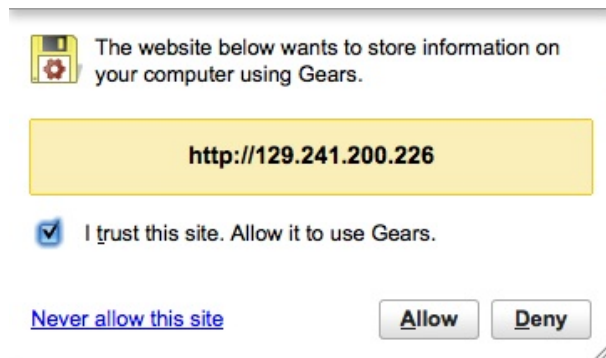 The website below wants to store information on
your computer using Gears.
http://129.241.200.226
I trust this site. Allow it to use Gears.
Never allow this site
Allow
Deny